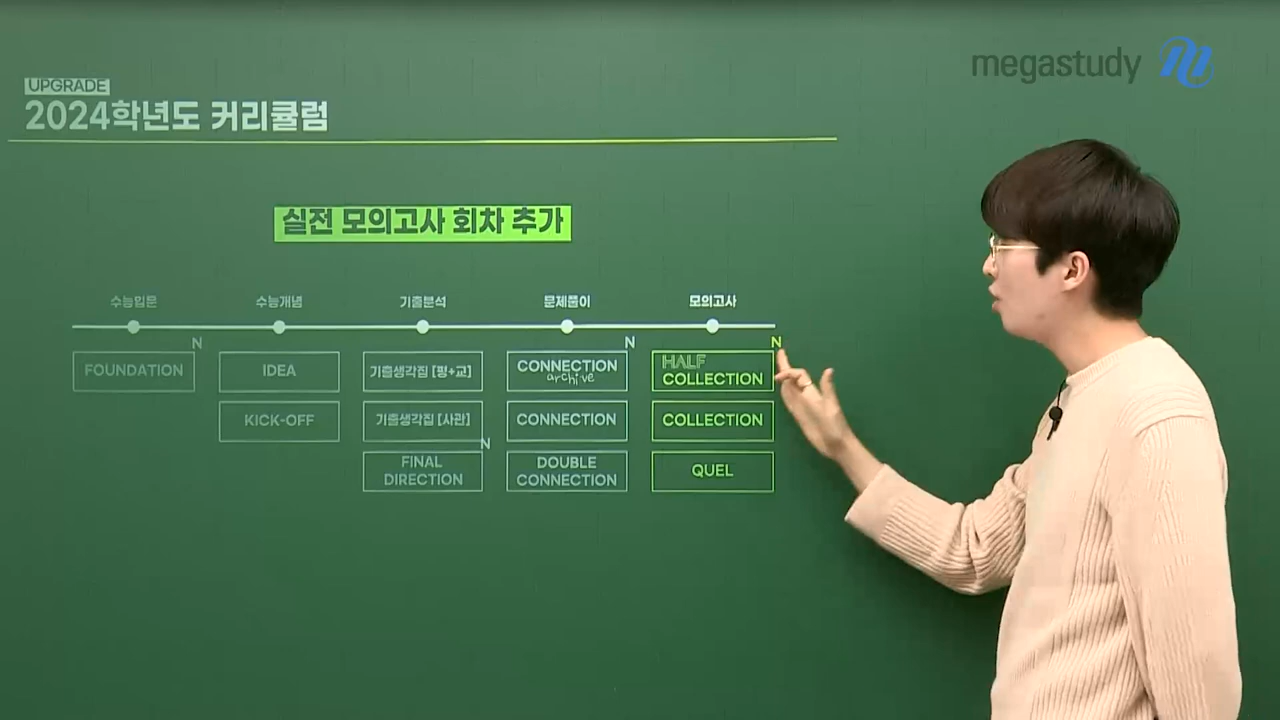 megastudy
UPGRADE
2024학년도 커리큘럼
실전 모의고사 회차 추가
수능입문
수능개념
기출분석
문제풀이
모의고사
N
N
N
FOUNDATION
IDEA
기출생각집 [평+교]
CONNECTION
archive
HALF
COLLECTION
KICK-OFF
기출생각집 [사관]
CONNECTION
COLLECTION
N
FINAL
DIRECTION
DOUBLE
CONNECTION
QUEL